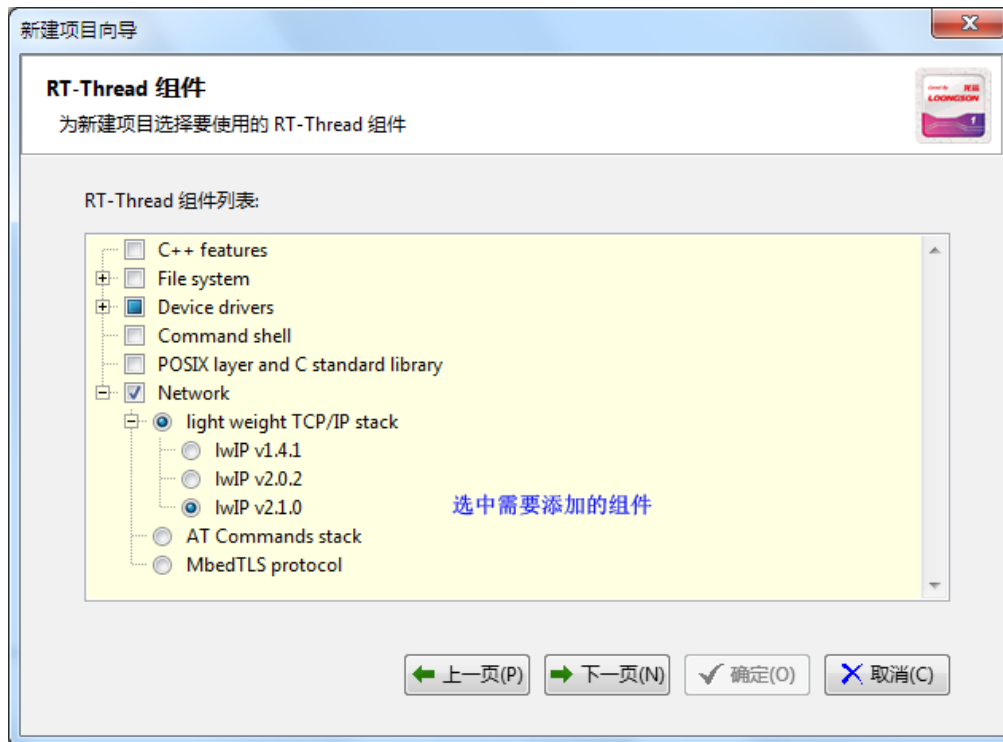 新建项目向导
RT-Thread 组件
为新建项目选择要使用的 RT-Thread 组件
LOONGSON
RT-Thread 组件列表:
C++ features
File system
Device drivers
Command shell
POSIX layer and C standard library
Network
light weight TCP/IP stack
lwIP v1.4.1
lwIP v2.0.2
lwIP v2.1.0
选中需要添加的组件
AT Commands stack
MbedTLS protocol
上一页(P)
下一页(N)
确定(O)
取消(C)